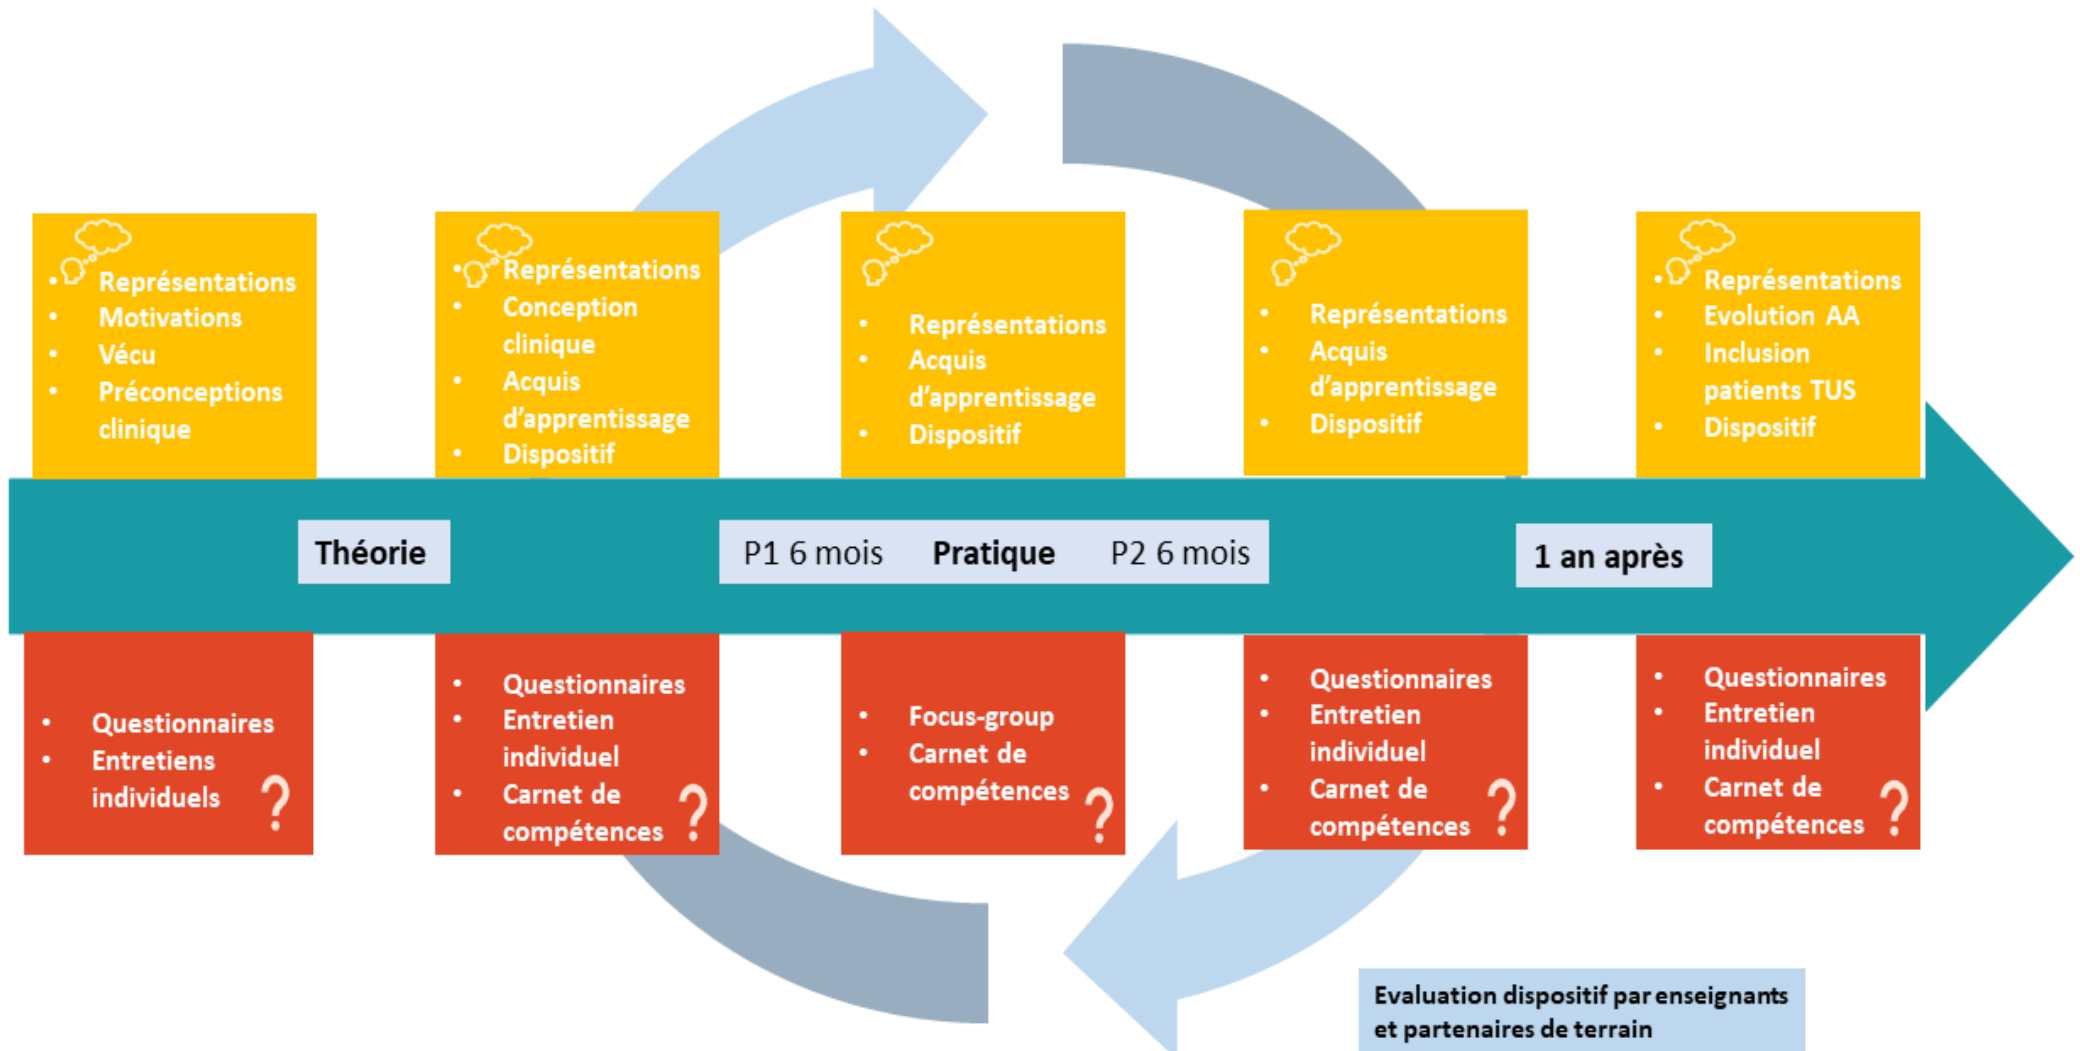 • Représentations
• Motivations
• Vécu
• Préconceptions
clinique
• Représentations
• Conception
clinique
• Acquis
d'apprentissage
• Dispositif
• Représentations
• Acquis
d'apprentissage
• Dispositif
• Représentations
• Acquis
d'apprentissage
• Dispositif
• Représentations
• Evolution AA
• Inclusion
patients TUS
• Dispositif
Théorie
P1 6 mois Pratique P2 6 mois
1 an après
• Questionnaires
• Entretiens
individuels ?
• Questionnaires
• Entretien
individuel
• Carnet de
compétences ?
• Focus-group
• Carnet de
compétences ?
• Questionnaires
• Entretien
individuel
• Carnet de
compétences ?
• Questionnaires
• Entretien
individuel
• Carnet de
compétences ?
Evaluation dispositif par enseignants
et partenaires de terrain